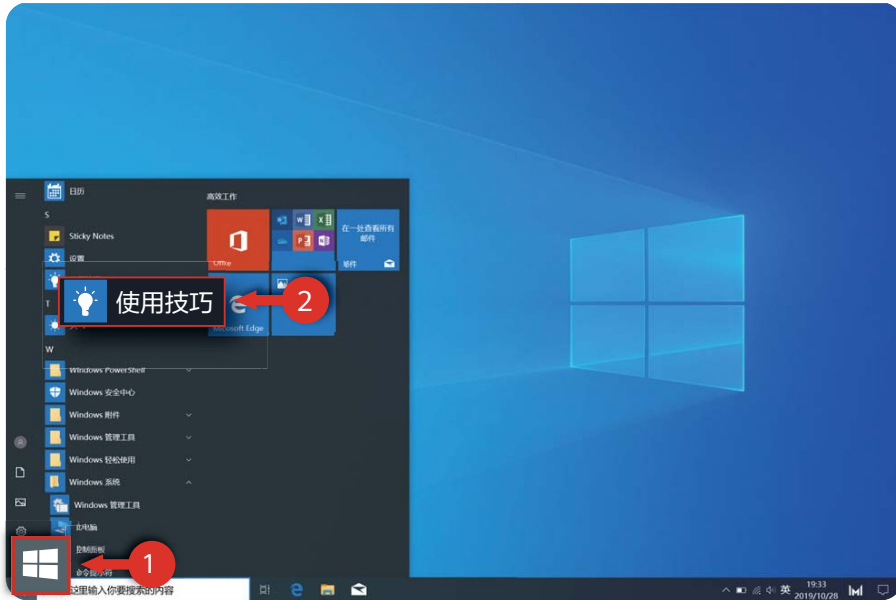 日历
高效工作
S
Sticky Notes
在一处查看所有
邮件
设置
Office
邮件
使用技巧
2
T
Microsoft Edge
W
Windows PowerShell
Windows 安全中心
Windows 附件
Windows 管理工具
Windows 轻松使用
Windows 系统
Windows 管理工具
此电脑
控制面板
1
命令提示符
这里输入你要搜索的内容
英
19:33
2019/10/28